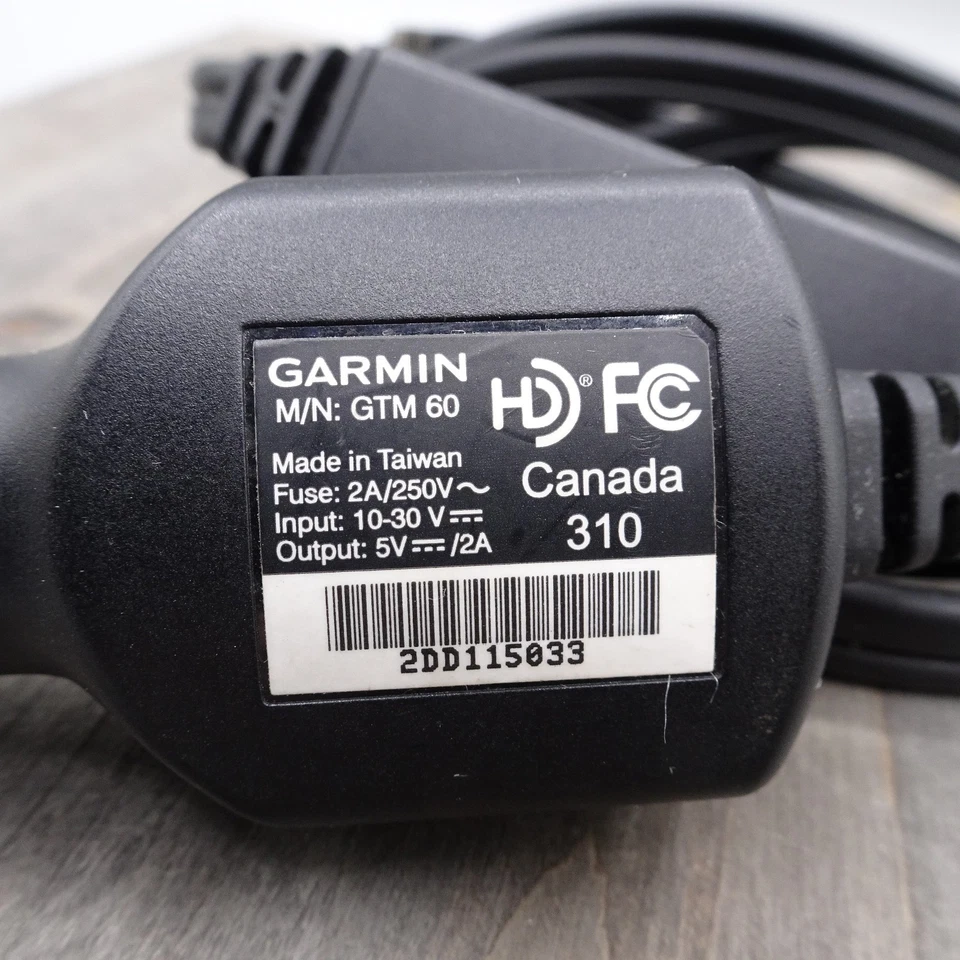 GARMIN
M/N: GTM 60
HD® FC
Made in Taiwan
Fuse: 2A/250V～
Input: 10-30 V⎓
Output: 5V⎓/2A
Canada
310
2DD115033